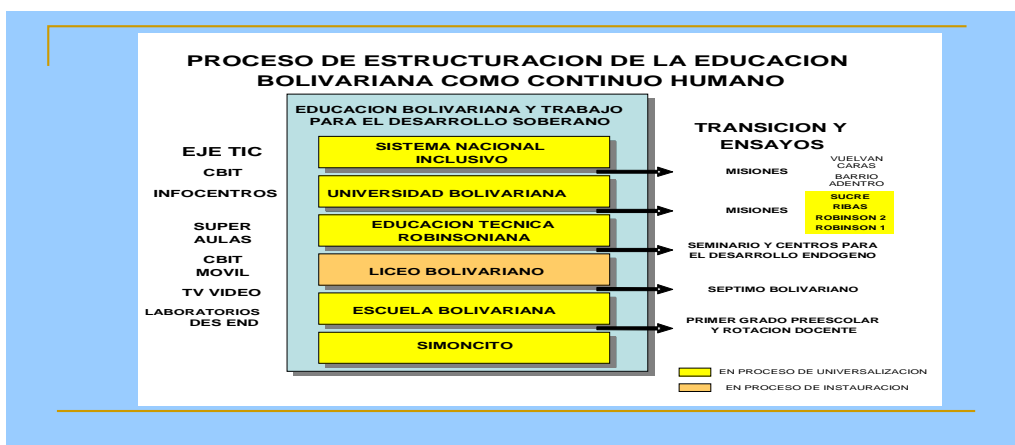 PROCESO DE ESTRUCTURACION DE LA EDUCACION
BOLIVARIANA COMO CONTINUO HUMANO
EDUCACION BOLIVARIANA Y TRABAJO
PARA EL DESARROLLO SOBERANO
EJE TIC
CBIT
INFOCENTROS
SUPER
AULAS
CBIT
MOVIL
TV VIDEO
LABORATORIOS
DES END
SISTEMA NACIONAL
INCLUSIVO
UNIVERSIDAD BOLIVARIANA
EDUCACION TECNICA
ROBINSONIANA
LICEO BOLIVARIANO
ESCUELA BOLIVARIANA
SIMONCITO
TRANSICION Y
ENSAYOS
MISIONES
VUELVAN
CARAS
BARRIO
ADENTRO
MISIONES
SUCRE
RIBAS
ROBINSON 2
ROBINSON 1
SEMINARIO Y CENTROS PARA
EL DESARROLLO ENDOGENO
SEPTIMO BOLIVARIANO
PRIMER GRADO PREESCOLAR
Y ROTACION DOCENTE
EN PROCESO DE UNIVERSALIZACION
EN PROCESO DE INSTAURACION